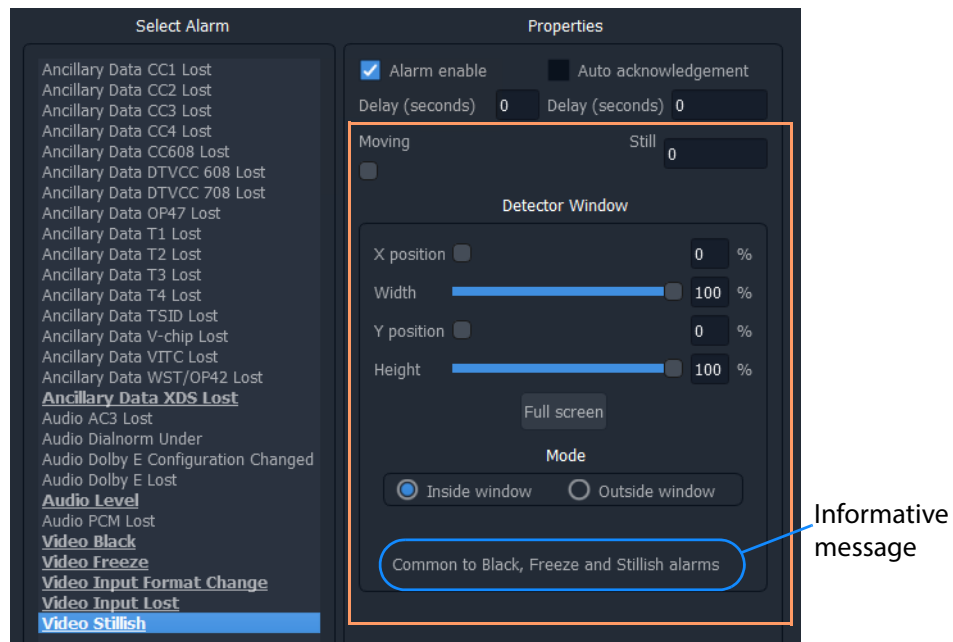 Select Alarm
Ancillary Data CC1 Lost
Ancillary Data CC2 Lost
Ancillary Data CC3 Lost
Ancillary Data CC4 Lost
Ancillary Data CC608 Lost
Ancillary Data DTVCC 608 Lost
Ancillary Data DTVCC 708 Lost
Ancillary Data OP47 Lost
Ancillary Data T1 Lost
Ancillary Data T2 Lost
Ancillary Data T3 Lost
Ancillary Data T4 Lost
Ancillary Data TSID Lost
Ancillary Data V-chip Lost
Ancillary Data VITC Lost
Ancillary Data WST/OP42 Lost
Ancillary Data XDS Lost
Audio AC3 Lost
Audio Dialnorm Under
Audio Dolby E Configuration Changed
Audio Dolby E Lost
Audio Level
Audio PCM Lost
Video Black
Video Freeze
Video Input Format Change
Video Input Lost
Video Stillish
Properties
Alarm enable Auto acknowledgement
Delay (seconds) 0 Delay (seconds) 0
Moving Still 0
Detector Window
X position 0 %
Width 100 %
Y position 0 %
Height 100 %
Full screen
Mode
Inside window Outside window
Common to Black, Freeze and Stillish alarms
Informative
message